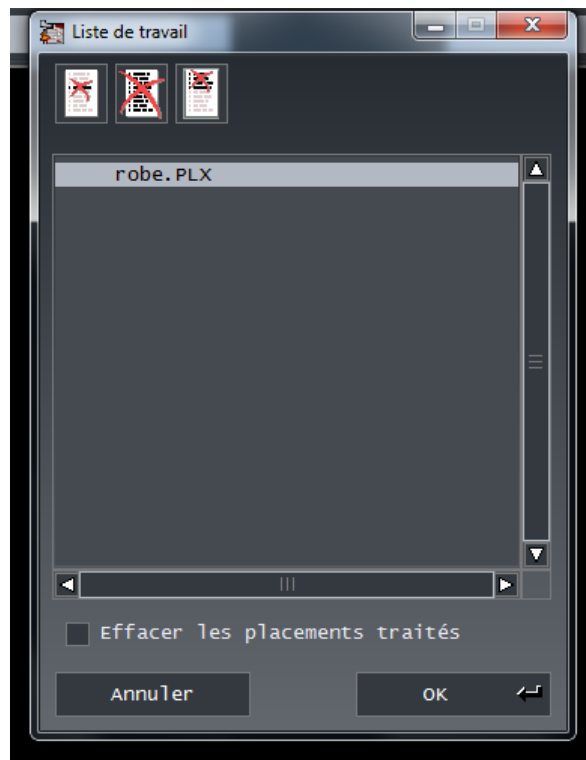 Liste de travail
robe.PLX
Effacer les placements traités
Annuler
OK